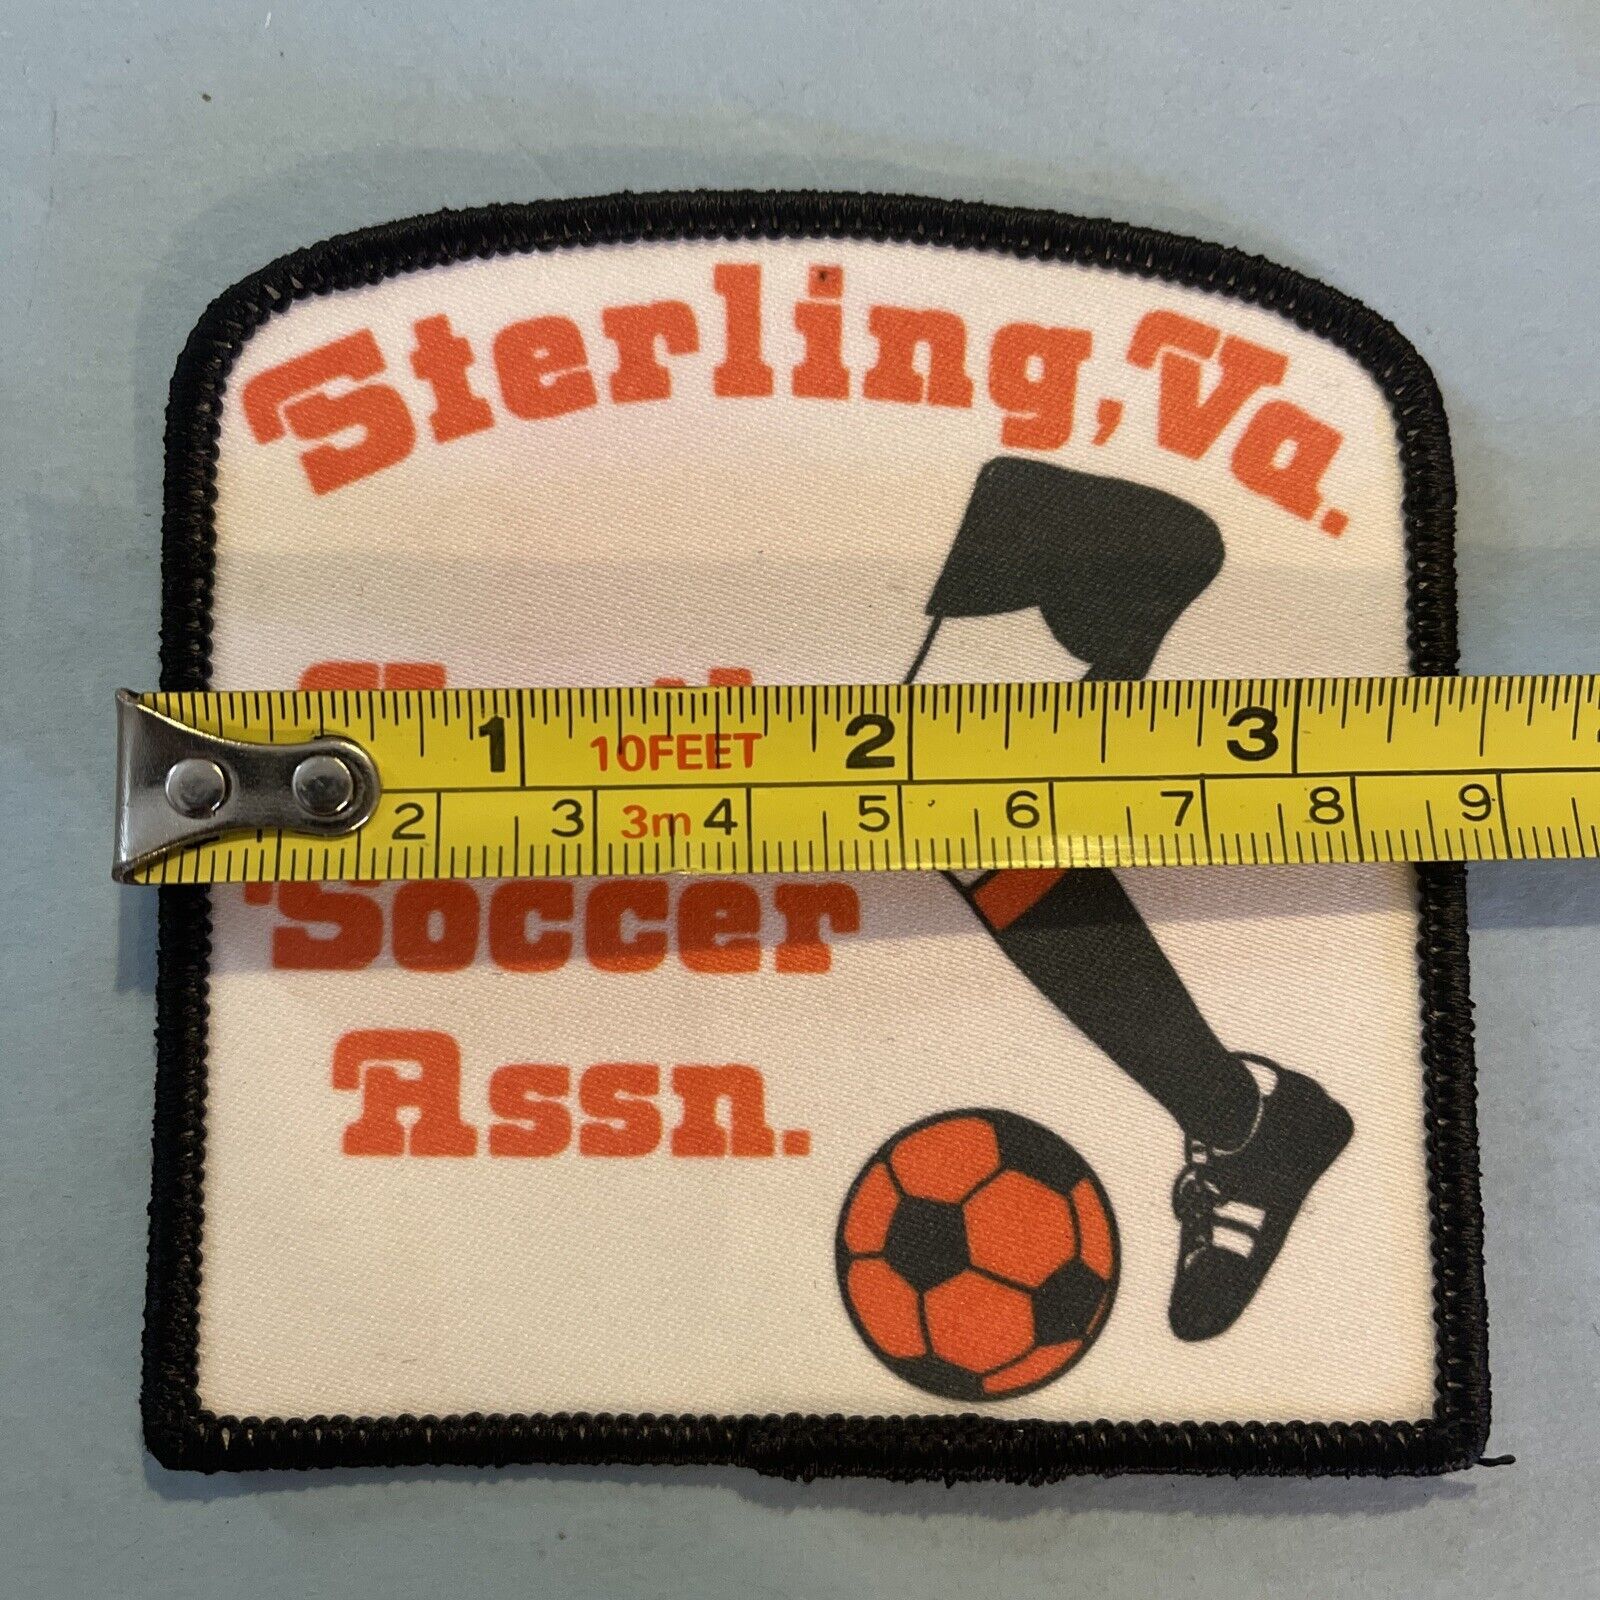 Sterling, Va.
1 10FEET 2 3
2 3 3m 4 5 6 7 8 9
Soccer
Assn.